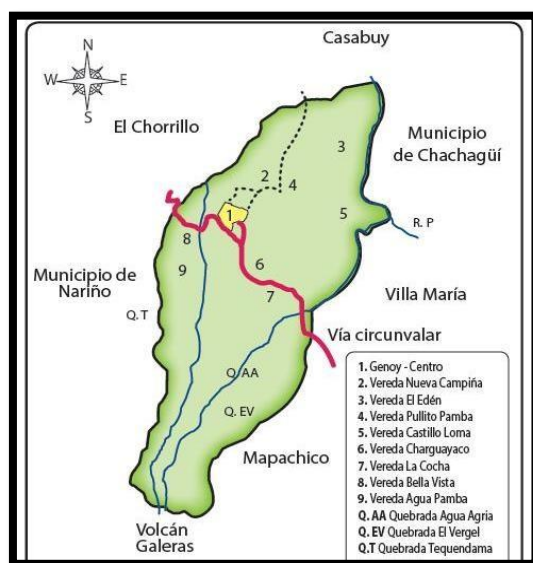 Casabuy
N
W E
S
El Chorrillo
Municipio
de Chachagüí
3
2
4
1
5
R. P
8
6
Municipio de
Nariño
9
7
Villa María
Q. T
Vía circunvalar
Q. AA
Q. EV
Mapachico
Volcán
Galeras
1. Genoy - Centro
2. Vereda Nueva Campiña
3. Vereda El Edén
4. Vereda Pullito Pamba
5. Vereda Castillo Loma
6. Vereda Charguayaco
7. Vereda La Cocha
8. Vereda Bella Vista
9. Vereda Agua Pamba
Q. AA Quebrada Agua Agria
Q. EV Quebrada El Vergel
Q.T Quebrada Tequendama